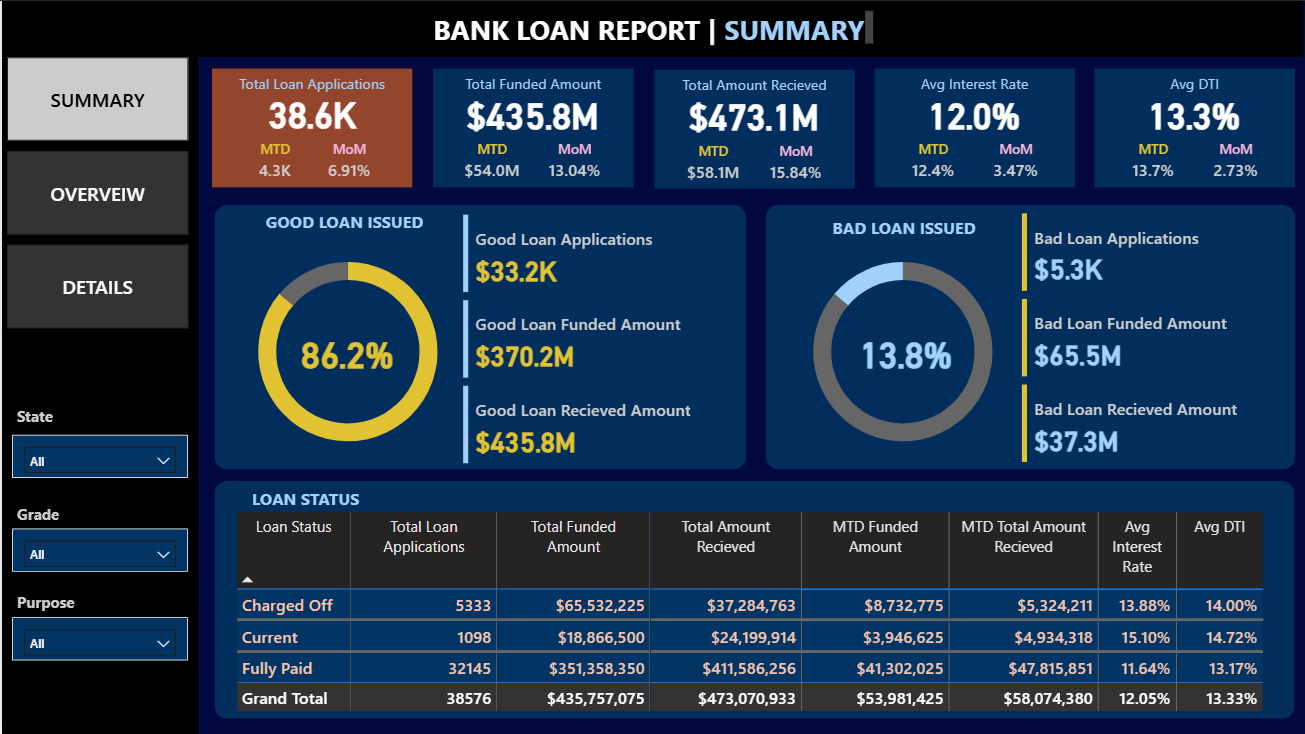 BANK LOAN REPORT | SUMMARY
SUMMARY
OVERVEIW
DETAILS
State
All
Grade
All
Purpose
All
Total Loan Applications
38.6K
MTD MoM
4.3K 6.91%
Total Funded Amount
$435.8M
MTD MoM
$54.0M 13.04%
Total Amount Recieved
$473.1M
MTD MoM
$58.1M 15.84%
Avg Interest Rate
12.0%
MTD MoM
12.4% 3.47%
Avg DTI
13.3%
MTD MoM
13.7% 2.73%
GOOD LOAN ISSUED
86.2%
Good Loan Applications
$33.2K
Good Loan Funded Amount
$370.2M
Good Loan Recieved Amount
$435.8M
BAD LOAN ISSUED
13.8%
Bad Loan Applications
$5.3K
Bad Loan Funded Amount
$65.5M
Bad Loan Recieved Amount
$37.3M
LOAN STATUS
Loan Status Total Loan Total Funded Total Amount MTD Funded MTD Total Amount Avg Avg DTI
Applications Amount Recieved Amount Recieved Interest
Rate
Charged Off 5333 $65,532,225 $37,284,763 $8,732,775 $5,324,211 13.88% 14.00%
Current 1098 $18,866,500 $24,199,914 $3,946,625 $4,934,318 15.10% 14.72%
Fully Paid 32145 $351,358,350 $411,586,256 $41,302,025 $47,815,851 11.64% 13.17%
Grand Total 38576 $435,757,075 $473,070,933 $53,981,425 $58,074,380 12.05% 13.33%